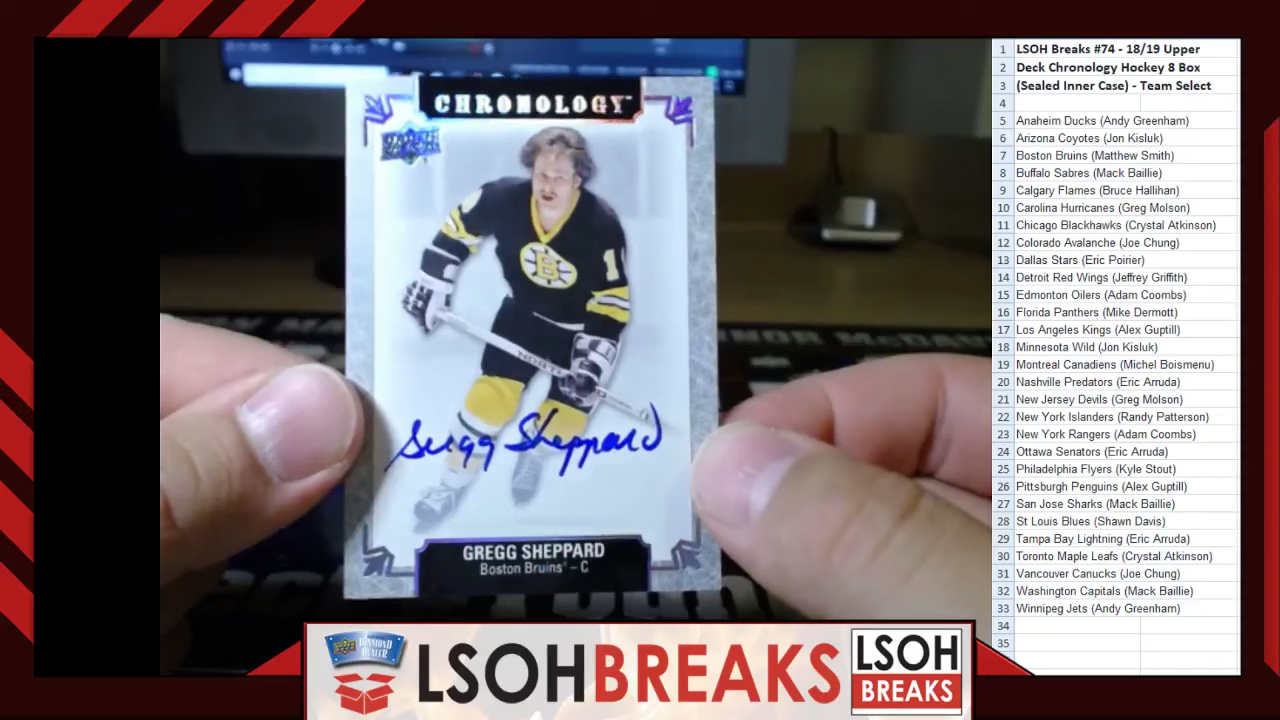 CHRONOLOGY
UPPER DECK
B
1
Gregg Sheppard
GREGG SHEPPARD
Boston Bruins - C
1 LSOH Breaks #74 - 18/19 Upper
2 Deck Chronology Hockey 8 Box
3 (Sealed Inner Case) - Team Select
4
5 Anaheim Ducks (Andy Greenham)
6 Arizona Coyotes (Jon Kisluk)
7 Boston Bruins (Matthew Smith)
8 Buffalo Sabres (Mack Baillie)
9 Calgary Flames (Bruce Hallihan)
10 Carolina Hurricanes (Greg Molson)
11 Chicago Blackhawks (Crystal Atkinson)
12 Colorado Avalanche (Joe Chung)
13 Dallas Stars (Eric Poirier)
14 Detroit Red Wings (Jeffrey Griffith)
15 Edmonton Oilers (Adam Coombs)
16 Florida Panthers (Mike Dermott)
17 Los Angeles Kings (Alex Guptill)
18 Minnesota Wild (Jon Kisluk)
19 Montreal Canadiens (Michel Boismenu)
20 Nashville Predators (Eric Arruda)
21 New Jersey Devils (Greg Molson)
22 New York Islanders (Randy Patterson)
23 New York Rangers (Adam Coombs)
24 Ottawa Senators (Eric Arruda)
25 Philadelphia Flyers (Kyle Stout)
26 Pittsburgh Penguins (Alex Guptill)
27 San Jose Sharks (Mack Baillie)
28 St Louis Blues (Shawn Davis)
29 Tampa Bay Lightning (Eric Arruda)
30 Toronto Maple Leafs (Crystal Atkinson)
31 Vancouver Canucks (Joe Chung)
32 Washington Capitals (Mack Baillie)
33 Winnipeg Jets (Andy Greenham)
34
35
DIAMOND
DEALER
LSOHBREAKS
LSOH
BREAKS